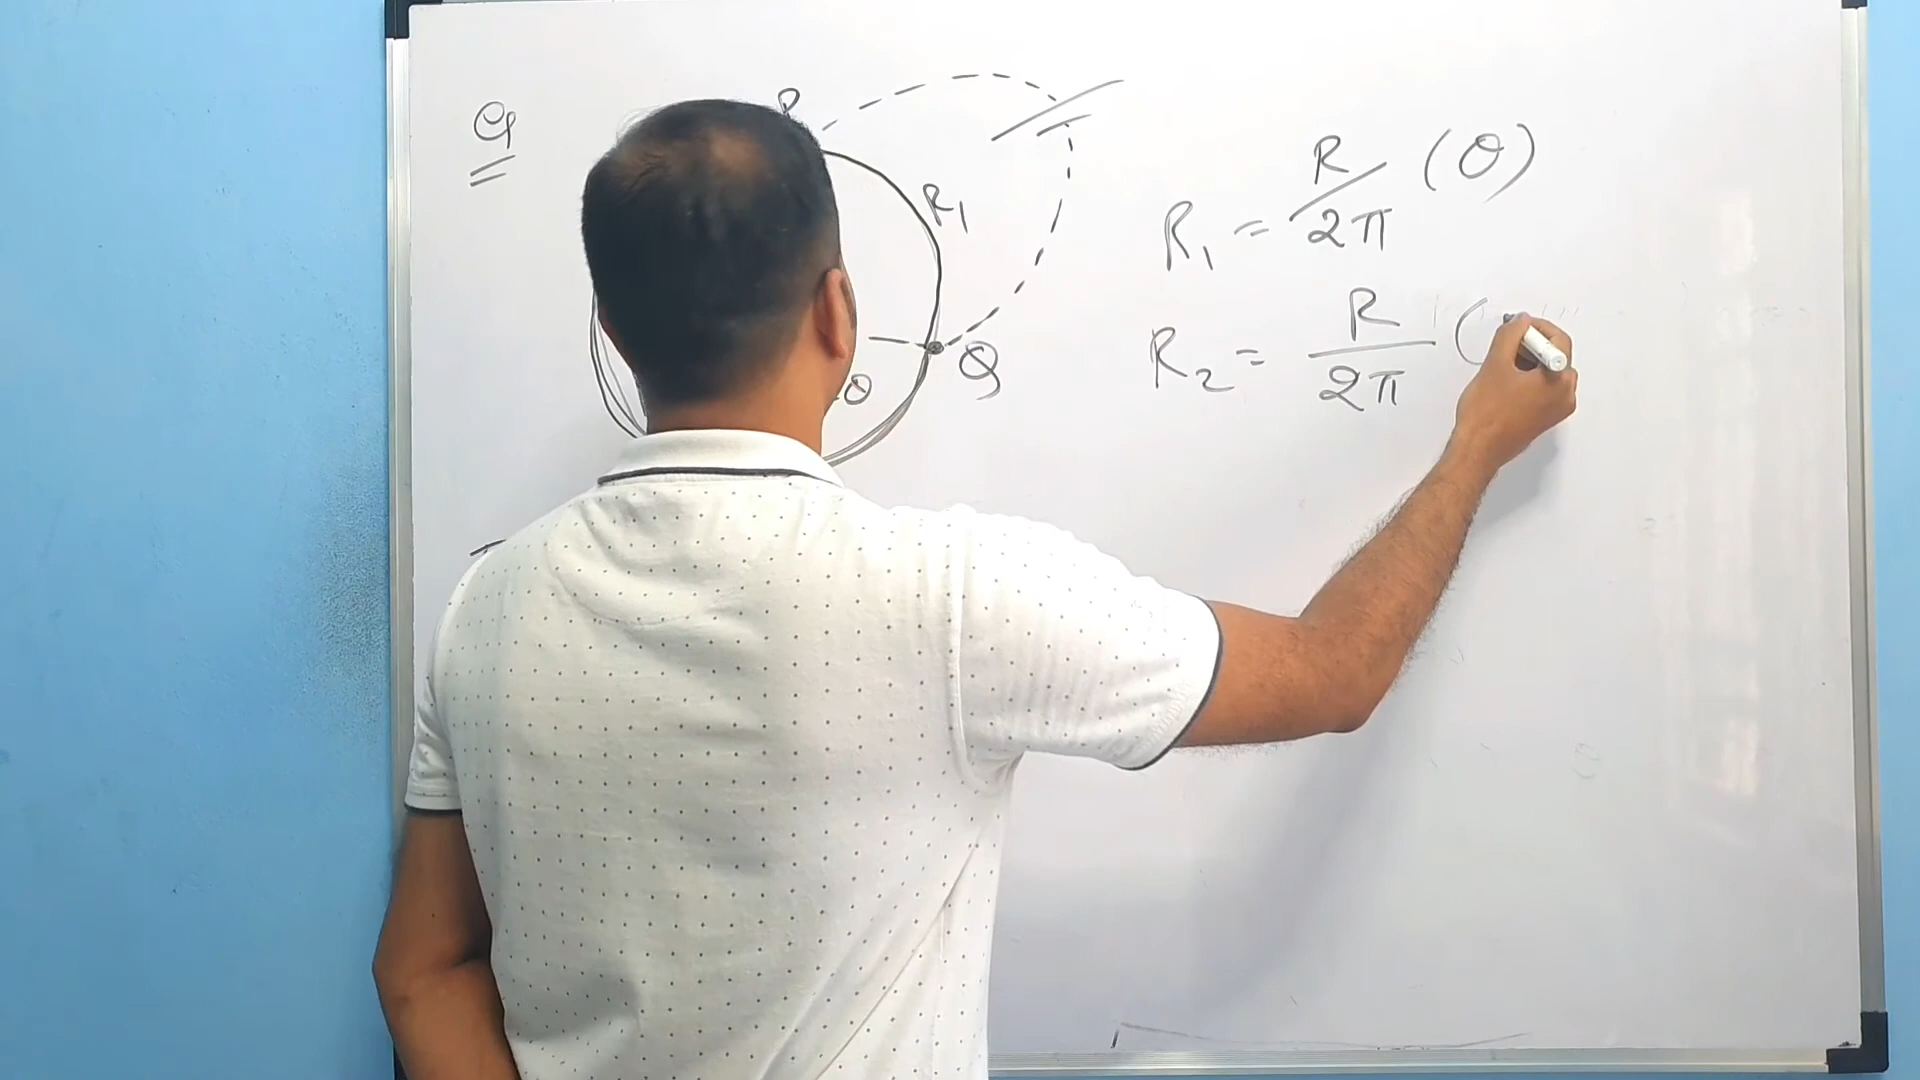 Q
P
R₁
Q
θ
R₁ = R/2π (θ)
R₂ = R/2π (